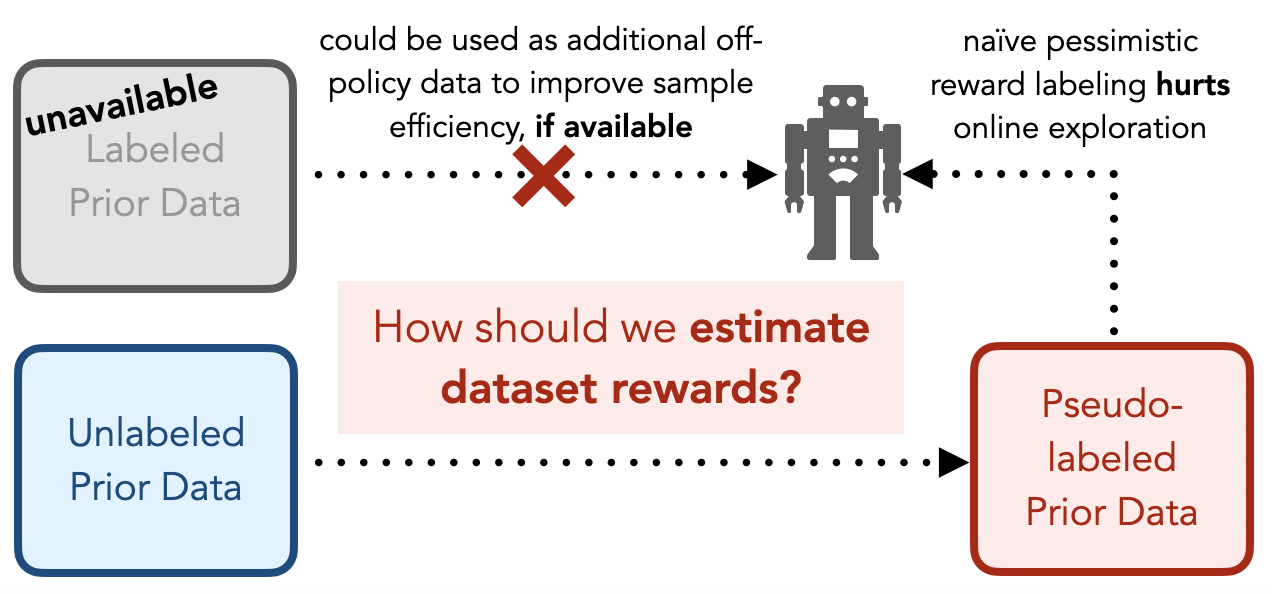 unavailable
Labeled
Prior Data
could be used as additional off-
policy data to improve sample
efficiency, if available
naïve pessimistic
reward labeling hurts
online exploration
How should we estimate
dataset rewards?
Unlabeled
Prior Data
Pseudo-
labeled
Prior Data